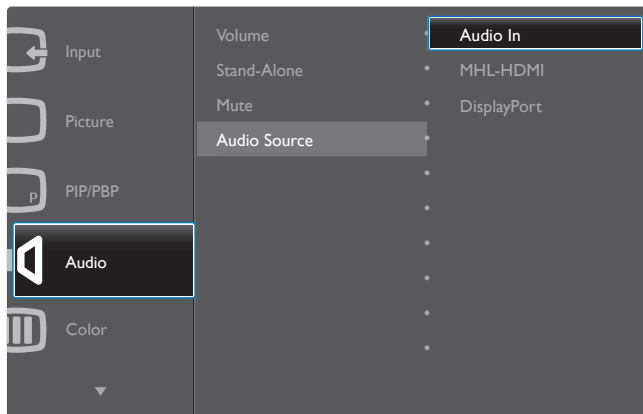 Input
Picture
P
PIP/PBP
Audio
Color
Volume
Stand-Alone
Mute
Audio Source
Audio In
MHL-HDMI
DisplayPort